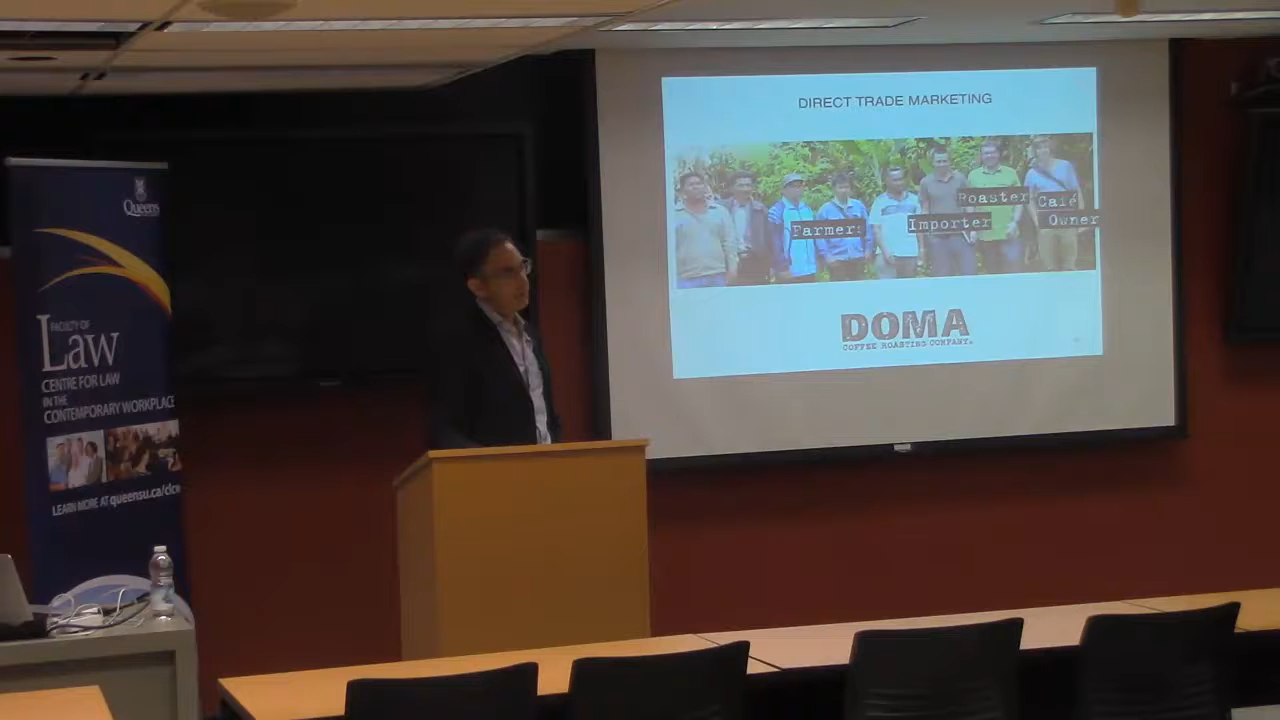 Queen's
FACULTY OF
Law
CENTRE FOR LAW
IN THE
CONTEMPORARY WORKPLACE
LEARN MORE AT queensu.ca/clcw
DIRECT TRADE MARKETING
Farmers
Importer
Roaster
Café
Owner
DOMA
COFFEE ROASTING COMPANY